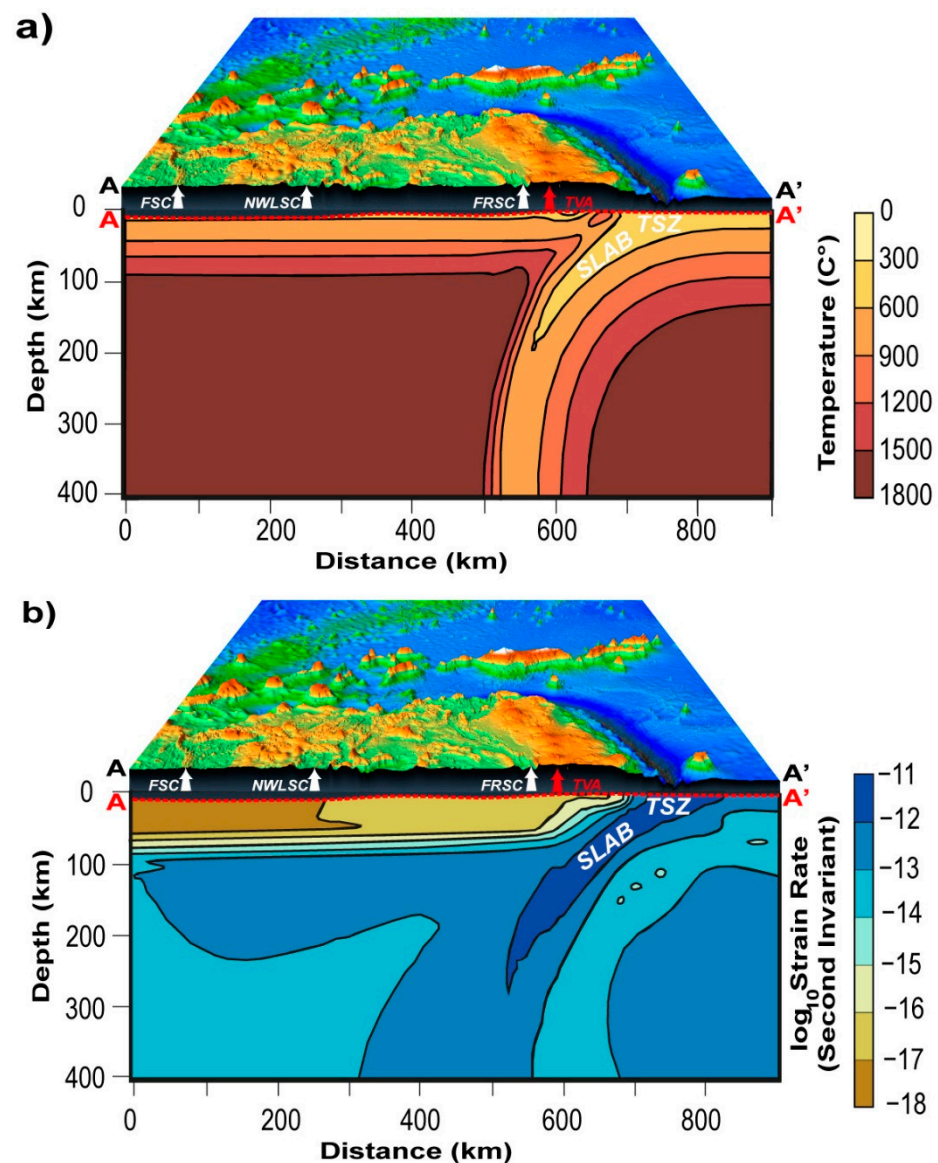 a)
A
A'
FSC
NWLSC
FRSC
TVA
A
A'
TSZ
SLAB
0
100
200
300
400
Depth (km)
0
200
400
600
800
Distance (km)
0
300
600
900
1200
1500
1800
Temperature (C°)
b)
A
A'
FSC
NWLSC
FRSC
TVA
A
A'
TSZ
SLAB
0
100
200
300
400
Depth (km)
0
200
400
600
800
Distance (km)
−11
−12
−13
−14
−15
−16
−17
−18
log10Strain Rate
(Second Invariant)